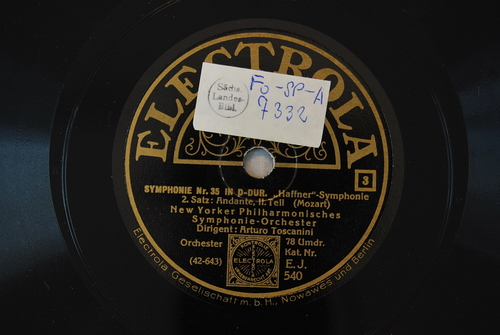 ELECTROLA
Sächs.
Landes-
Bibl.
Fo-SP-A
7332
3
SYMPHONIE Nr. 35 IN D-DUR. „Haffner"-Symphonie
2. Satz: Andante, II. Teil (Mozart)
New Yorker Philharmonisches
Symphonie-Orchester
Dirigent: Arturo Toscanini
Orchester
78 Umdr.
Kat. Nr.
(42-643)
ELECTROLA
E.J.
540
Electrola Gesellschaft m. b. H., Nowawes und Berlin